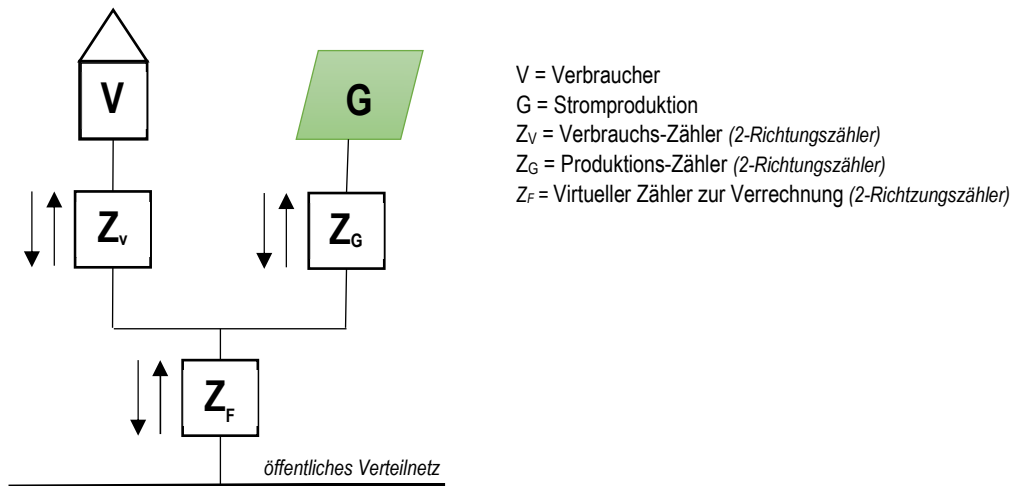 V
G
V = Verbraucher
G = Stromproduktion
ZV = Verbrauchs-Zähler (2-Richtungszähler)
ZG = Produktions-Zähler (2-Richtungszähler)
ZF = Virtueller Zähler zur Verrechnung (2-Richtzungszähler)
Zv
ZG
ZF
öffentliches Verteilnetz